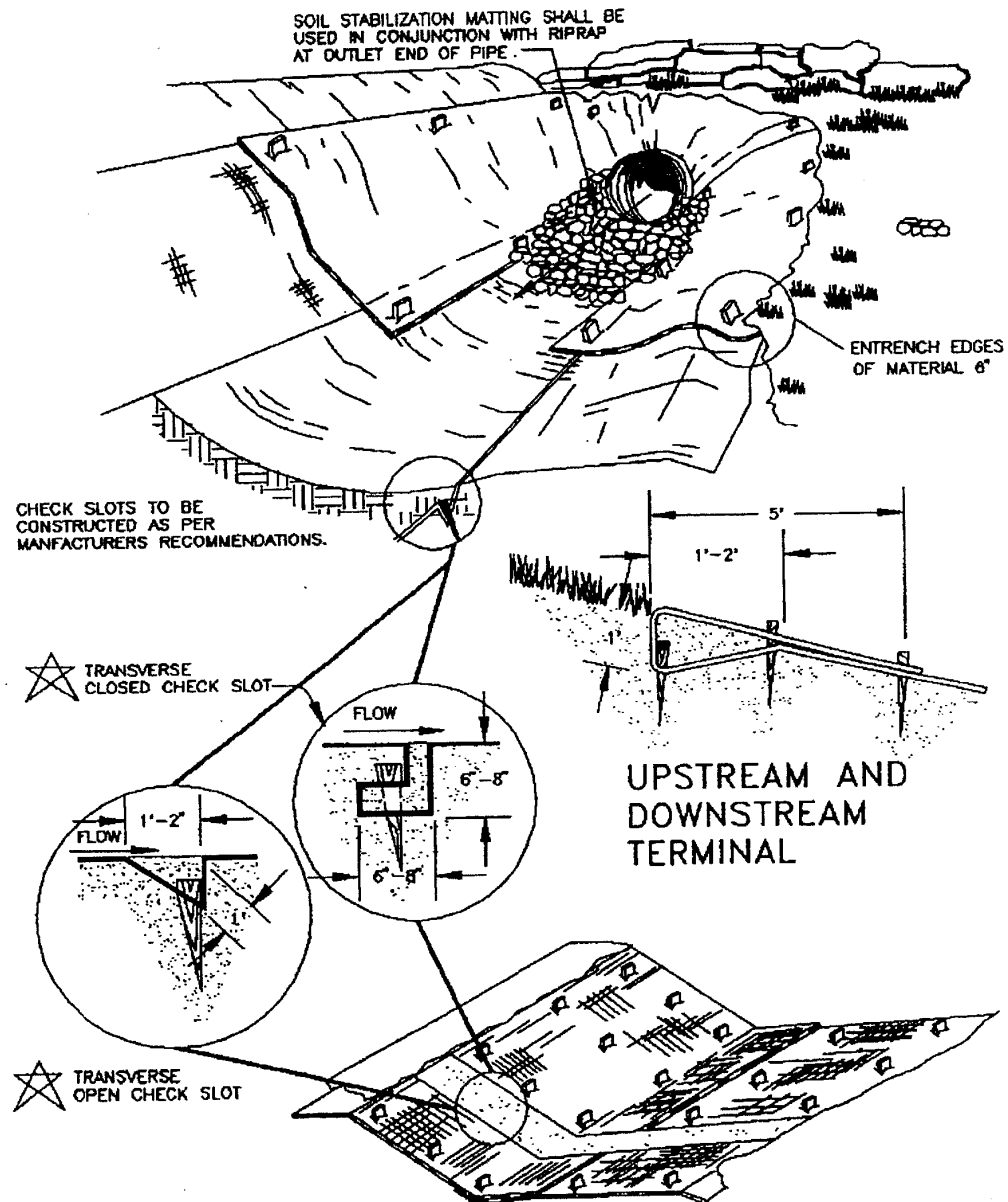 SOIL STABILIZATION MATTING SHALL BE
USED IN CONJUNCTION WITH RIPRAP
AT OUTLET END OF PIPE.
ENTRENCH EDGES
OF MATERIAL 6"
CHECK SLOTS TO BE
CONSTRUCTED AS PER
MANFACTURERS RECOMMENDATIONS.
5'
1'-2'
1'
TRANSVERSE
CLOSED CHECK SLOT
FLOW
6"-8"
6"-8"
UPSTREAM AND
DOWNSTREAM
TERMINAL
1'-2"
FLOW
1'
TRANSVERSE
OPEN CHECK SLOT